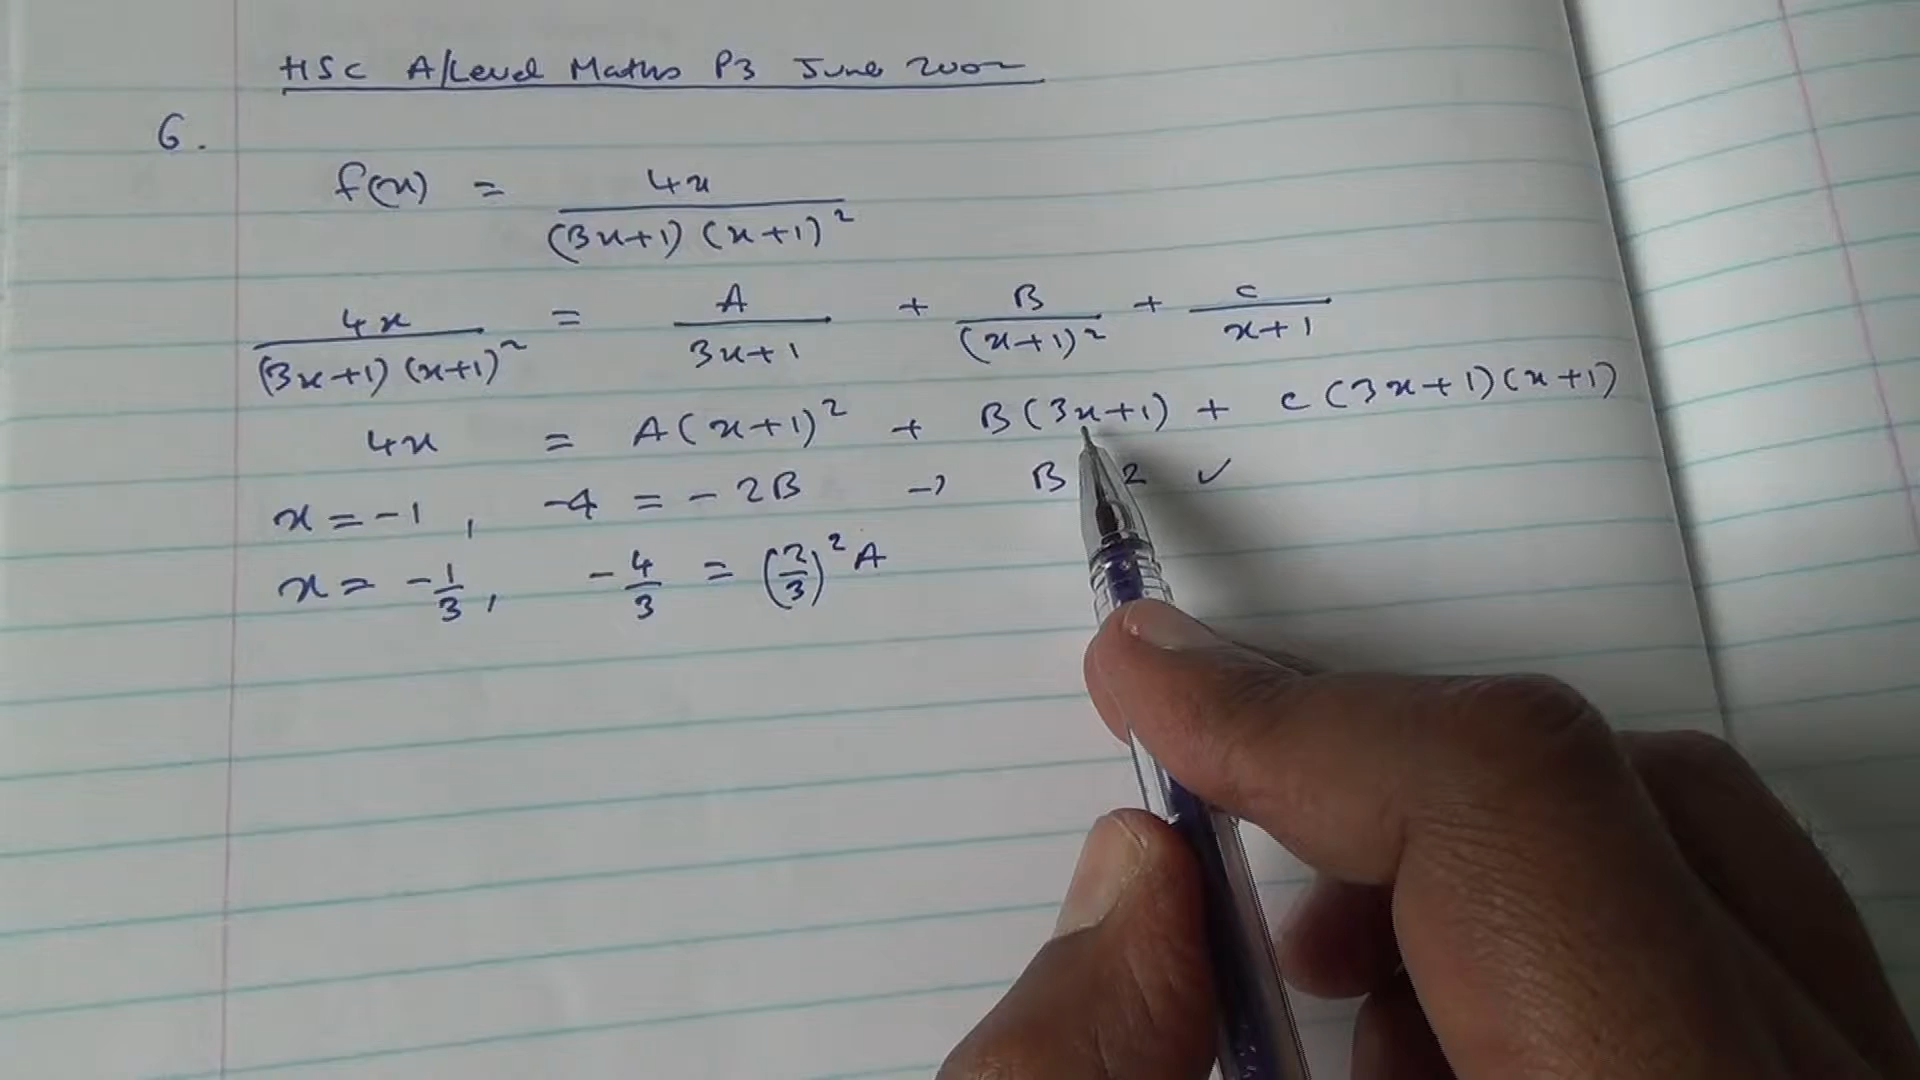 HSC A/Level Maths P3 June 2002
6.
f(x) = 4x / (3x+1)(x+1)²
4x / (3x+1)(x+1)² = A / 3x+1 + B / (x+1)² + C / x+1
4x = A(x+1)² + B(3x+1) + C(3x+1)(x+1)
x = -1, -4 = -2B → B 2 ✓
x = -1/3, -4/3 = (2/3)² A